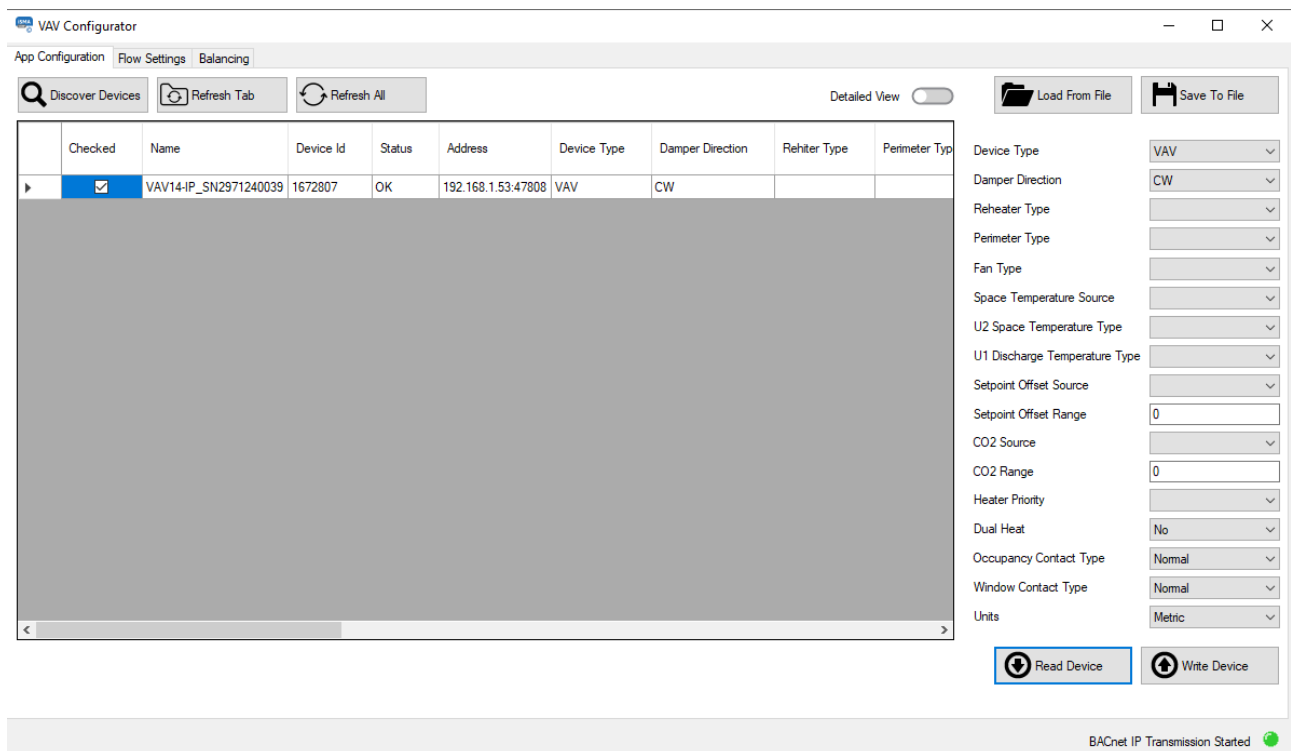 iSMA VAV Configurator
App Configuration Flow Settings Balancing
Discover Devices Refresh Tab Refresh All Detailed View Load From File Save To File
Checked Name Device Id Status Address Device Type Damper Direction Rehiter Type Perimeter Typ
VAV14-IP_SN2971240039 1672807 OK 192.168.1.53:47808 VAV CW
Device Type VAV
Damper Direction CW
Reheater Type
Perimeter Type
Fan Type
Space Temperature Source
U2 Space Temperature Type
U1 Discharge Temperature Type
Setpoint Offset Source
Setpoint Offset Range 0
CO2 Source
CO2 Range 0
Heater Priority
Dual Heat No
Occupancy Contact Type Normal
Window Contact Type Normal
Units Metric
Read Device Write Device
BACnet IP Transmission Started